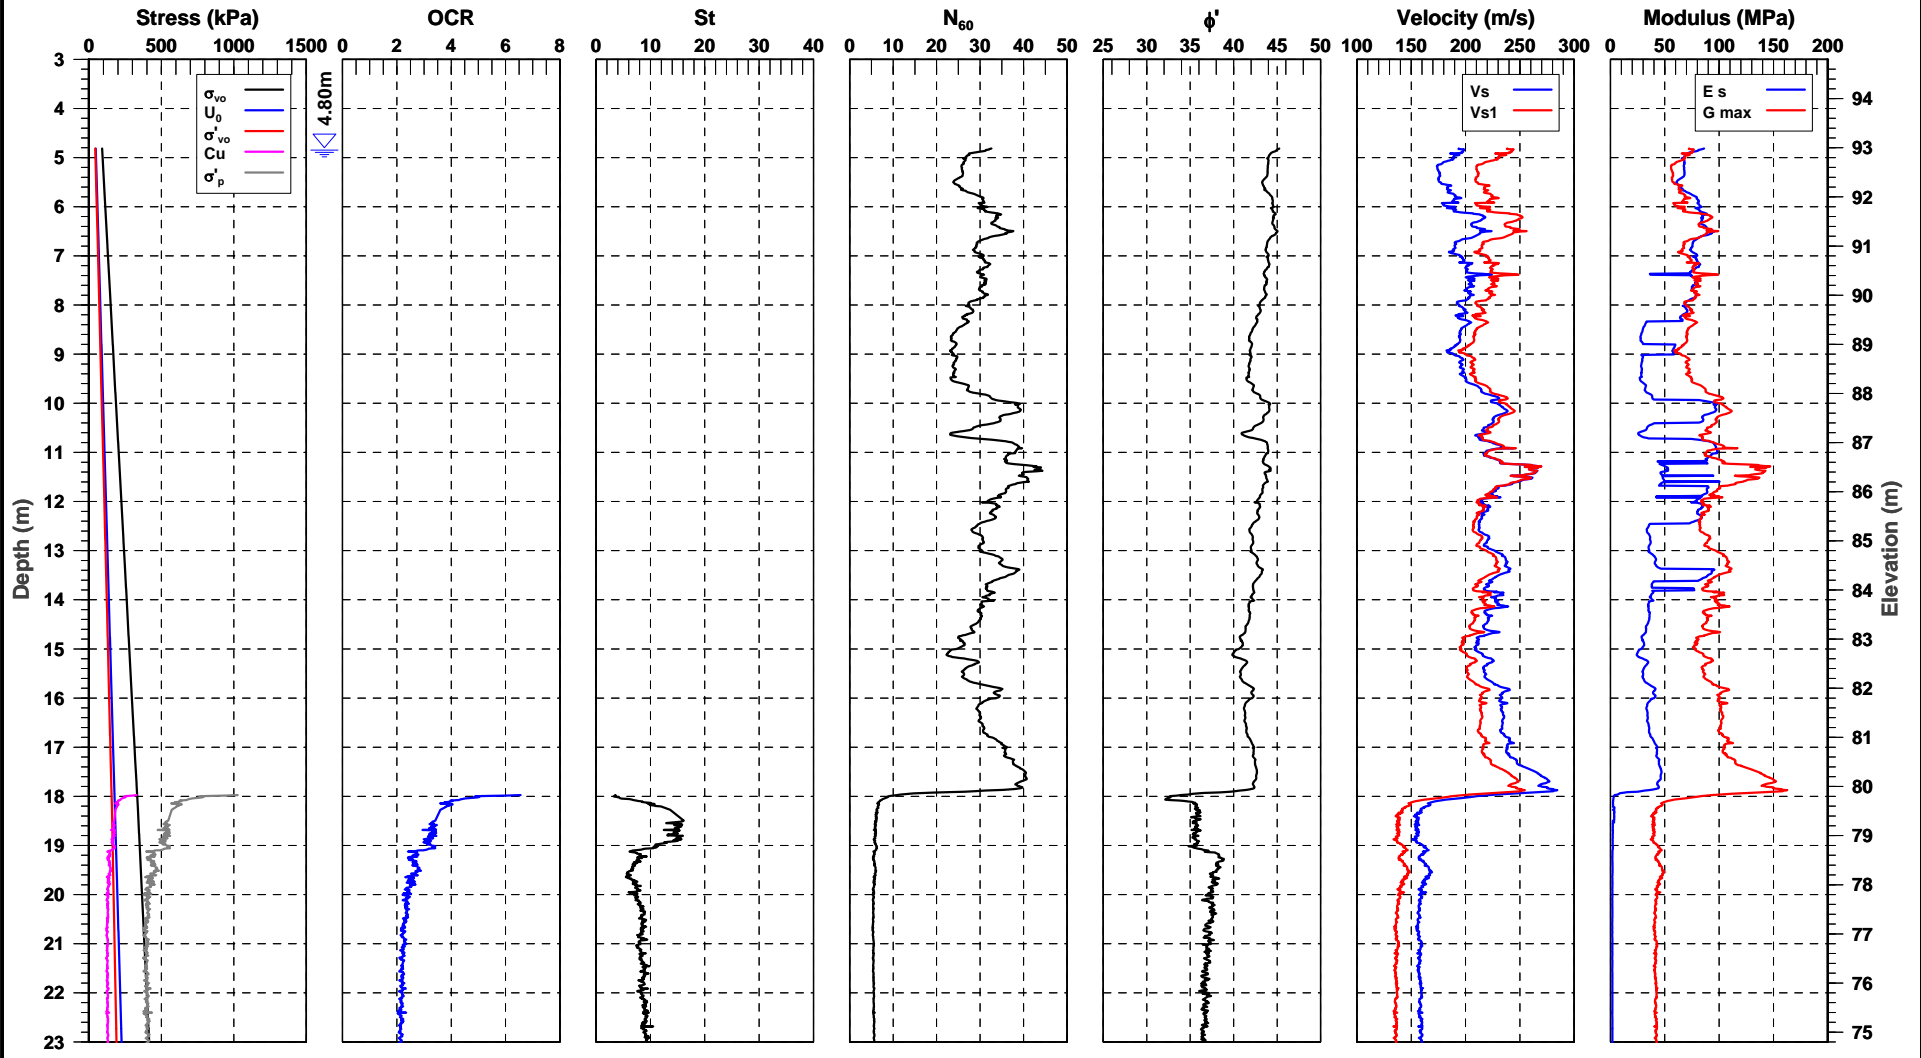 Stress (kPa) OCR St N60 ϕ' Velocity (m/s) Modulus (MPa)
0 500 1000 1500 0 2 4 6 8 0 10 20 30 40 0 10 20 30 40 50 25 30 35 40 45 50 100 150 200 250 300 0 50 100 150 200
σvo
U0
σ'vo
Cu
σ'p
4.80m
Vs
Vs1
E s
G max
Depth (m)
3
4
5
6
7
8
9
10
11
12
13
14
15
16
17
18
19
20
21
22
23
94
93
92
91
90
89
88
87
86
85
84
83
82
81
80
79
78
77
76
75
Elevation (m)